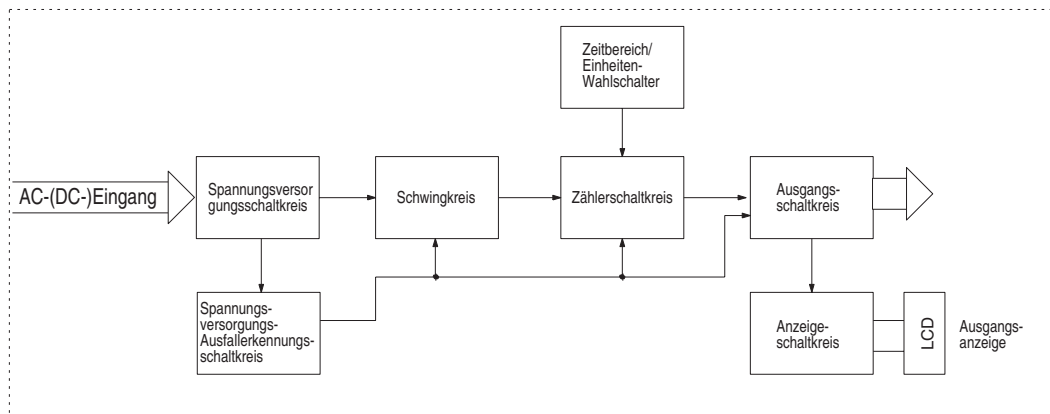 Zeitbereich/
Einheiten-
Wahlschalter
AC-(DC-)Eingang
Spannungsversor
gungsschaltkreis
Schwingkreis
Zählerschaltkreis
Ausgangs-
schaltkreis
Spannungs-
versorgungs-
Ausfallerkennungs-
schaltkreis
Anzeige-
schaltkreis
LCD
Ausgangs-
anzeige